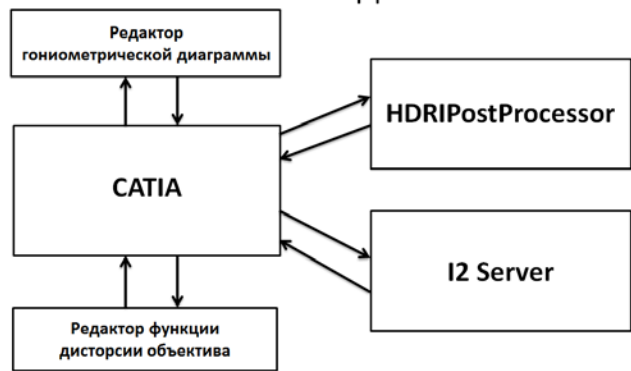 Редактор
гониометрической диаграммы
HDRIPostProcessor
CATIA
I2 Server
Редактор функции
дисторсии объектива